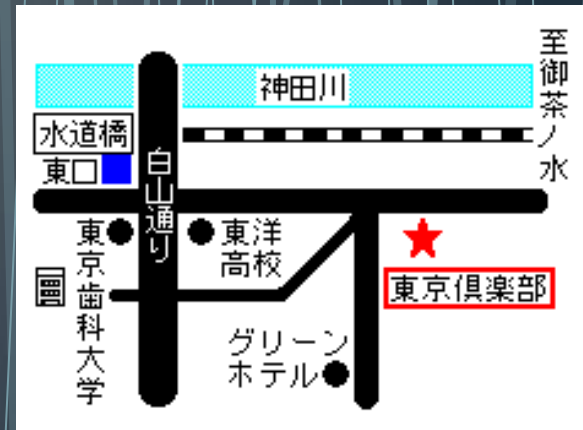 至御茶ノ水
神田川
水道橋
東口
白山通り
東京歯科大学
東洋
高校
東京倶楽部
グリーン
ホテル